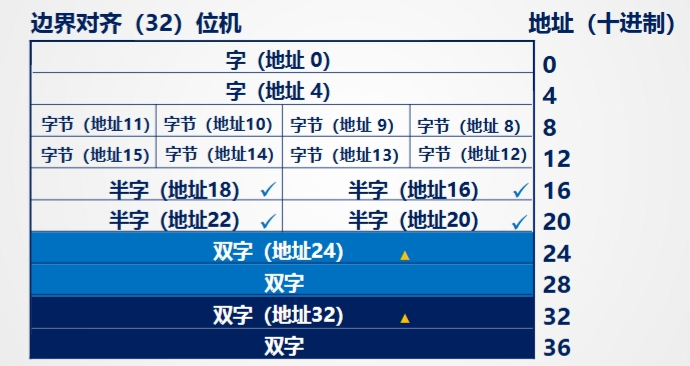 边界对齐（32）位机 地址（十进制）
字（地址 0） 0
字（地址 4） 4
字节（地址11） 字节（地址10） 字节（地址 9） 字节（地址 8） 8
字节（地址15） 字节（地址14） 字节（地址13） 字节（地址12） 12
半字（地址18） ✓ 半字（地址16） ✓ 16
半字（地址22） ✓ 半字（地址20） ✓ 20
双字（地址24） ▲ 24
双字 28
双字（地址32） ▲ 32
双字 36